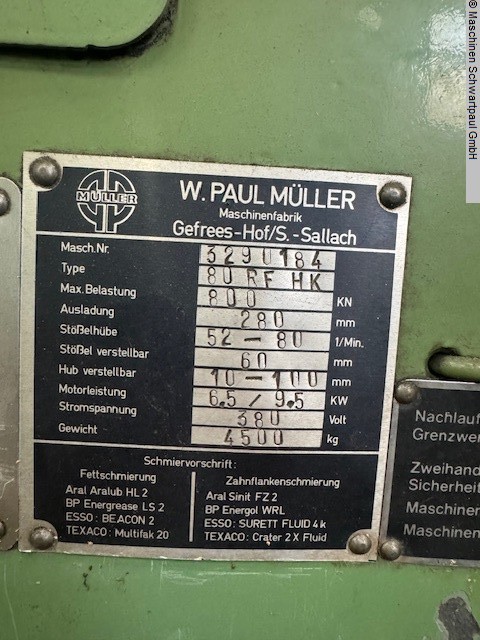 © Maschinen Schwartpaul GmbH
MÜLLER
W. PAUL MÜLLER
Maschinenfabrik
Gefrees-Hof/S.-Sallach
Masch.Nr. 3290184
Type 80 RF HK
Max.Belastung 800 KN
Ausladung 280 mm
Stößelhübe 52 - 80 1/Min.
Stößel verstellbar 60 mm
Hub verstellbar 10 - 100 mm
Motorleistung 6.5 / 9.5 KW
Stromspannung 380 Volt
Gewicht 4500 kg
Schmiervorschrift:
Fettschmierung
Aral Aralub HL 2
BP Energrease LS 2
ESSO: BEACON 2
TEXACO: Multifak 20
Zahnflankenschmierung
Aral Sinit FZ 2
BP Energol WRL
ESSO: SURETT FLUID 4k
TEXACO: Crater 2 X Fluid
Nachlauf
Grenzwer
Zweihand
Sicherheit
Maschinen
Maschinen